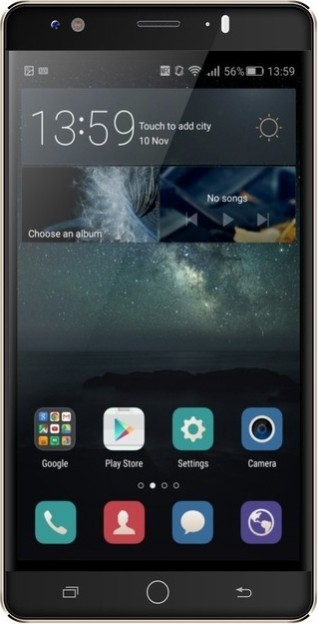 56% 13:59
13:59
Touch to add city
10 Nov
No songs
Choose an album
Google
Play Store
Settings
Camera